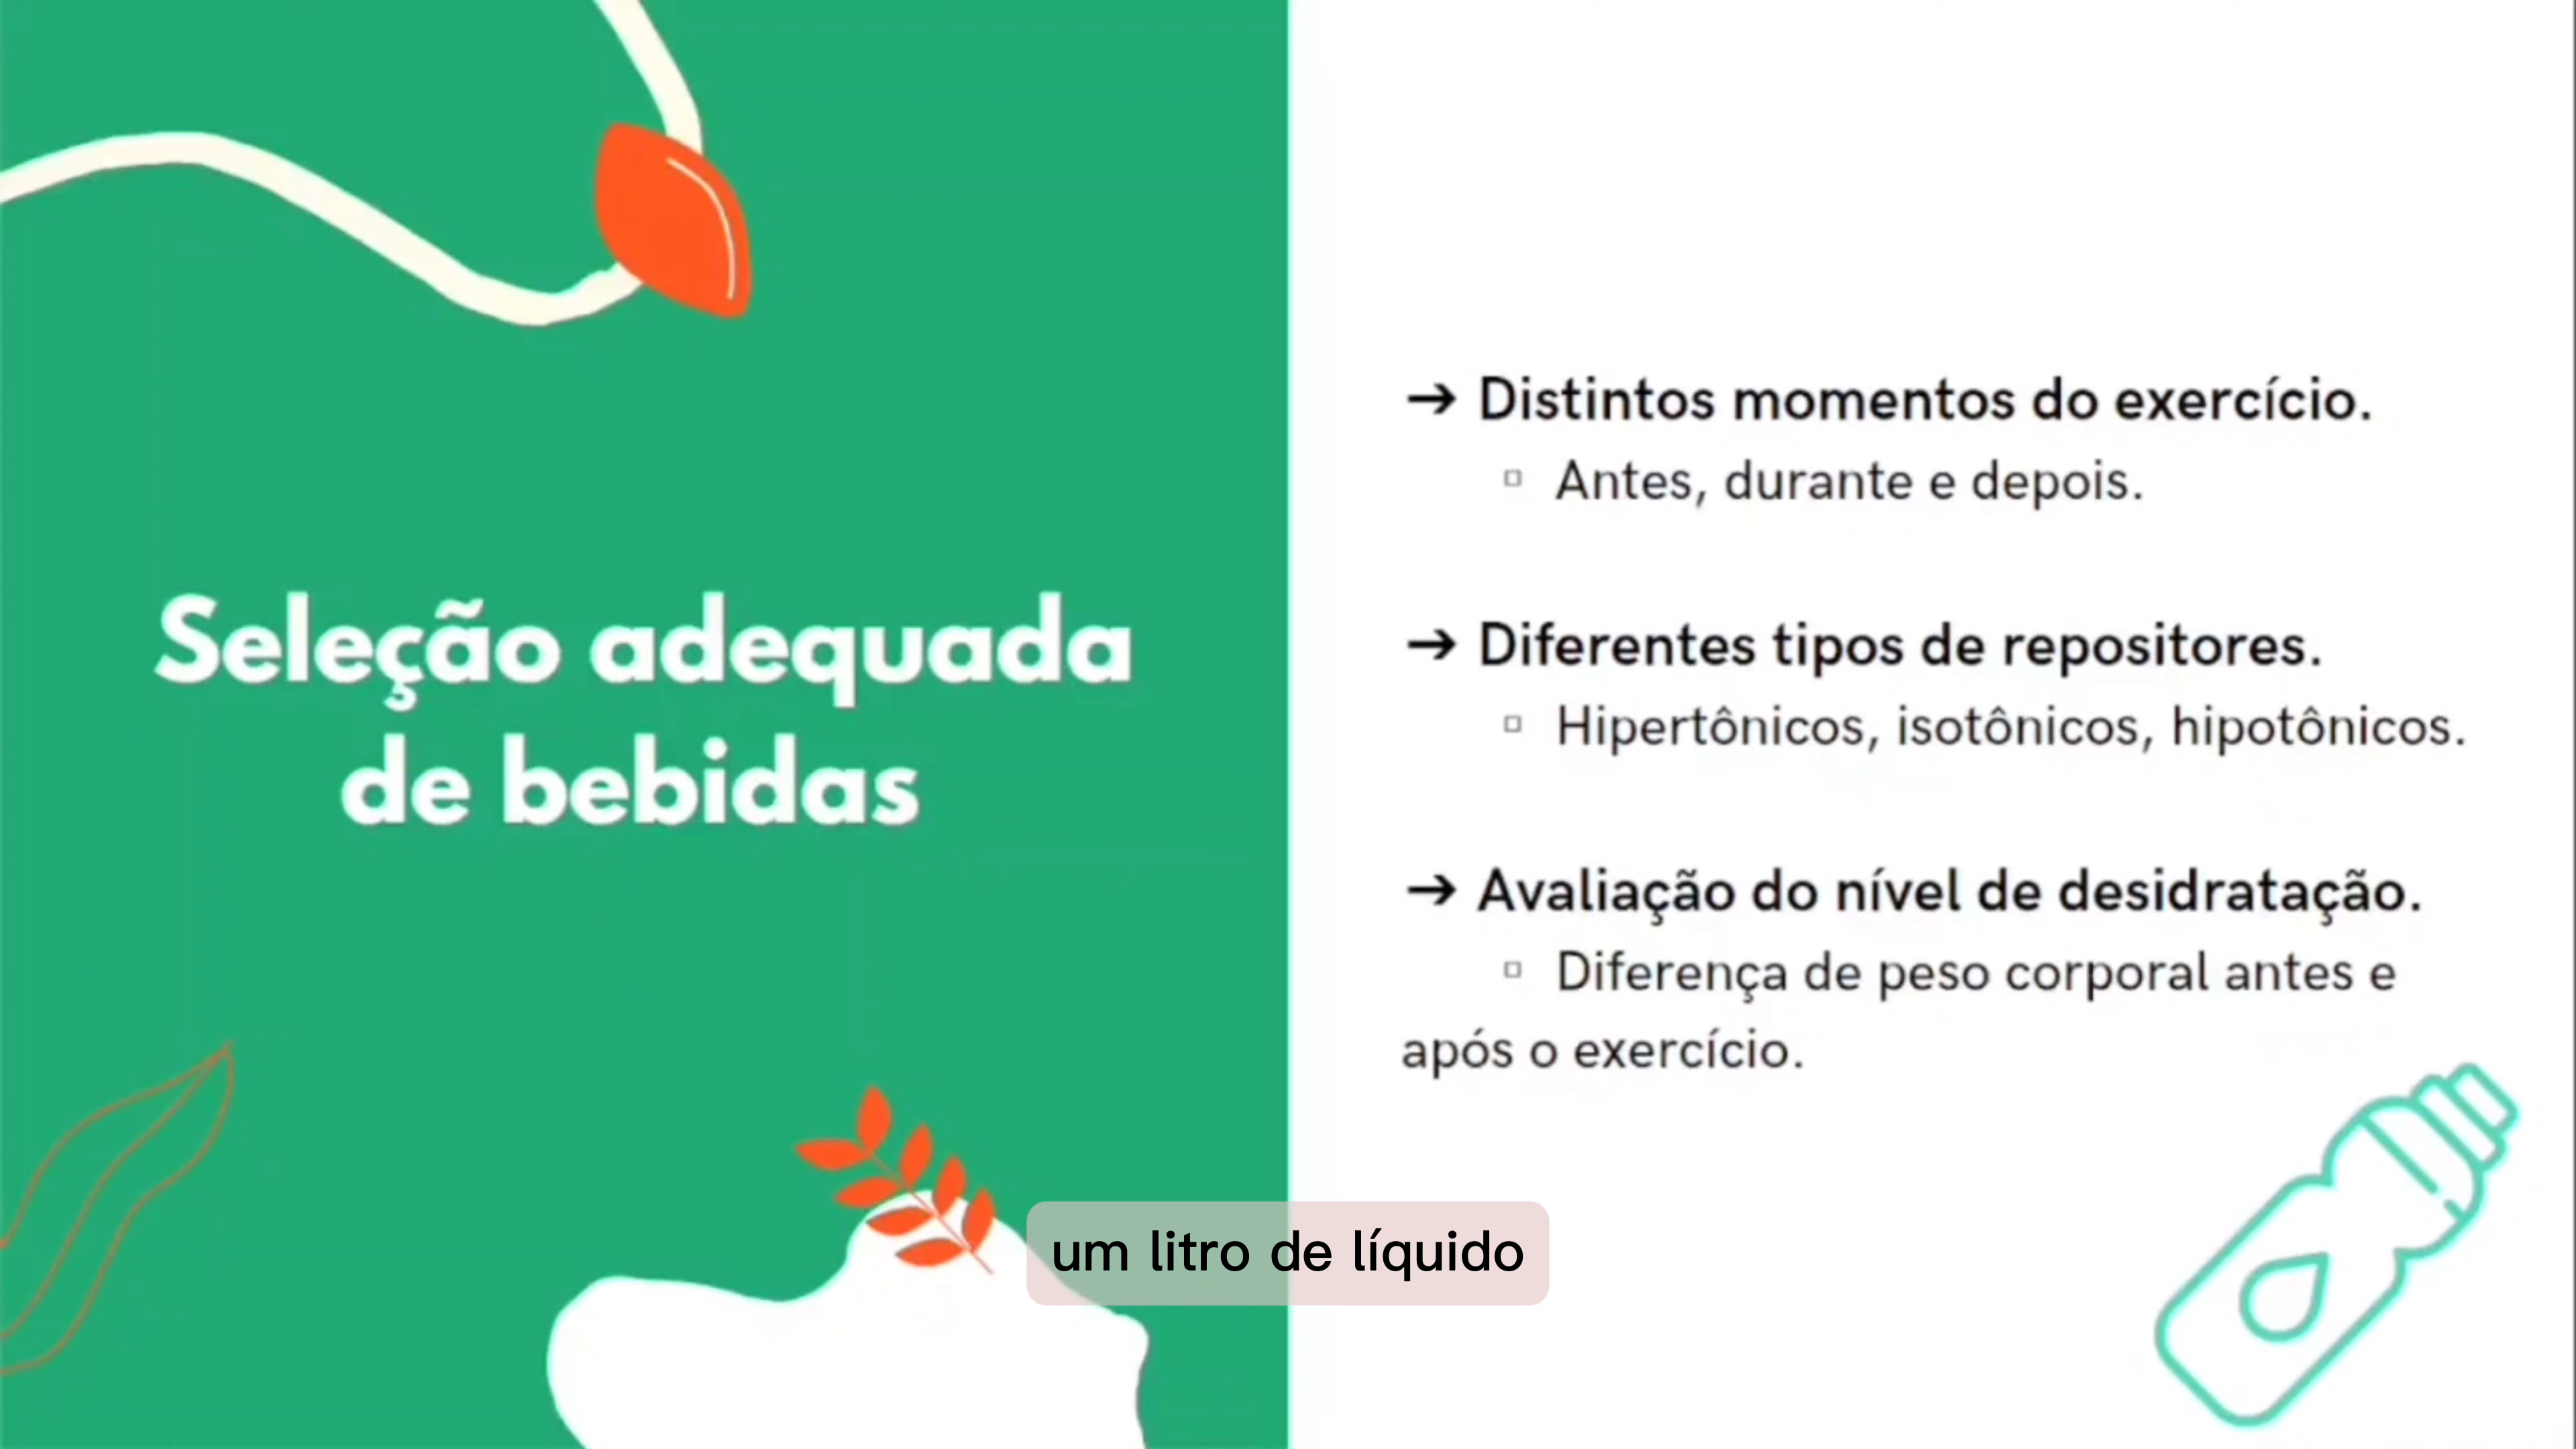 Seleção adequada
de bebidas
➔ Distintos momentos do exercício.
▫ Antes, durante e depois.
➔ Diferentes tipos de repositores.
▫ Hipertônicos, isotônicos, hipotônicos.
➔ Avaliação do nível de desidratação.
▫ Diferença de peso corporal antes e
após o exercício.
um litro de líquido